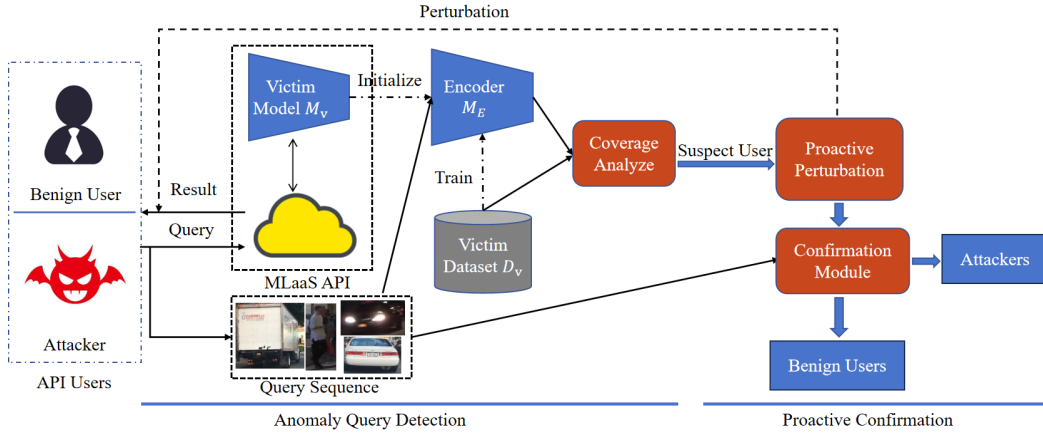 Perturbation
Victim
Model M_v
Initialize
Encoder
M_E
Coverage
Analyze
Suspect User
Proactive
Perturbation
Benign User
Result
Query
Train
Victim
Dataset D_v
MLaaS API
Confirmation
Module
Attackers
Attacker
API Users
Query Sequence
Benign Users
Anomaly Query Detection
Proactive Confirmation